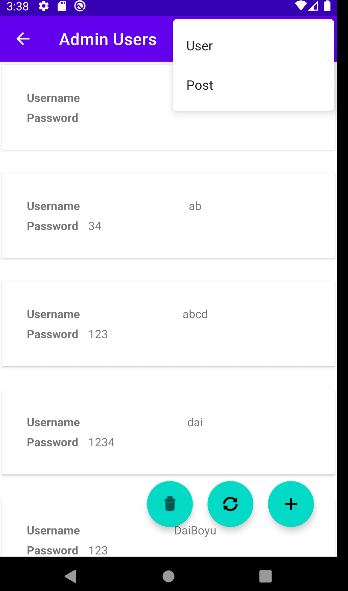 3:38
Admin Users
User
Post
Username
Password
Username ab
Password 34
Username abcd
Password 123
Username dai
Password 1234
Username DaiBoyu
Password 123